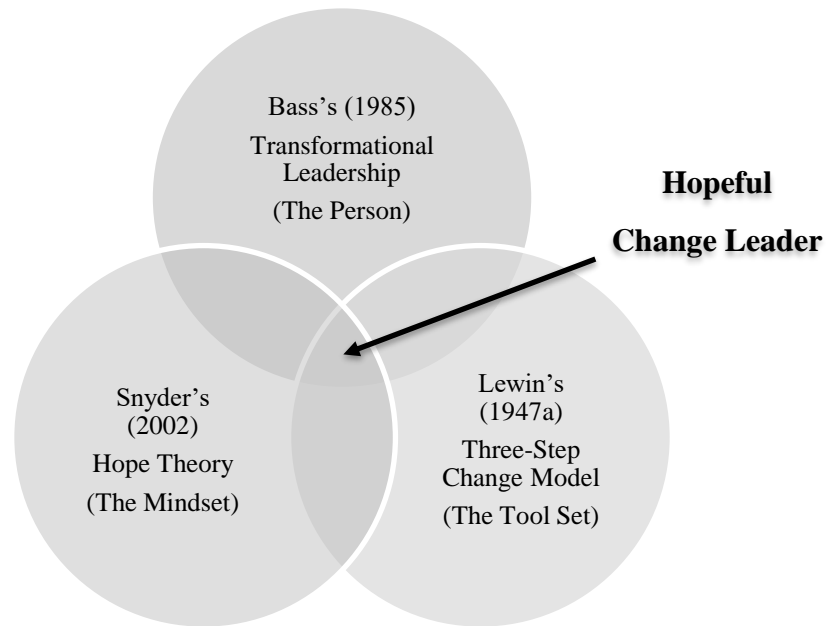 Bass’s (1985)
Transformational
Leadership
(The Person)
Hopeful
Change Leader
Snyder’s
(2002)
Hope Theory
(The Mindset)
Lewin’s
(1947a)
Three-Step
Change Model
(The Tool Set)